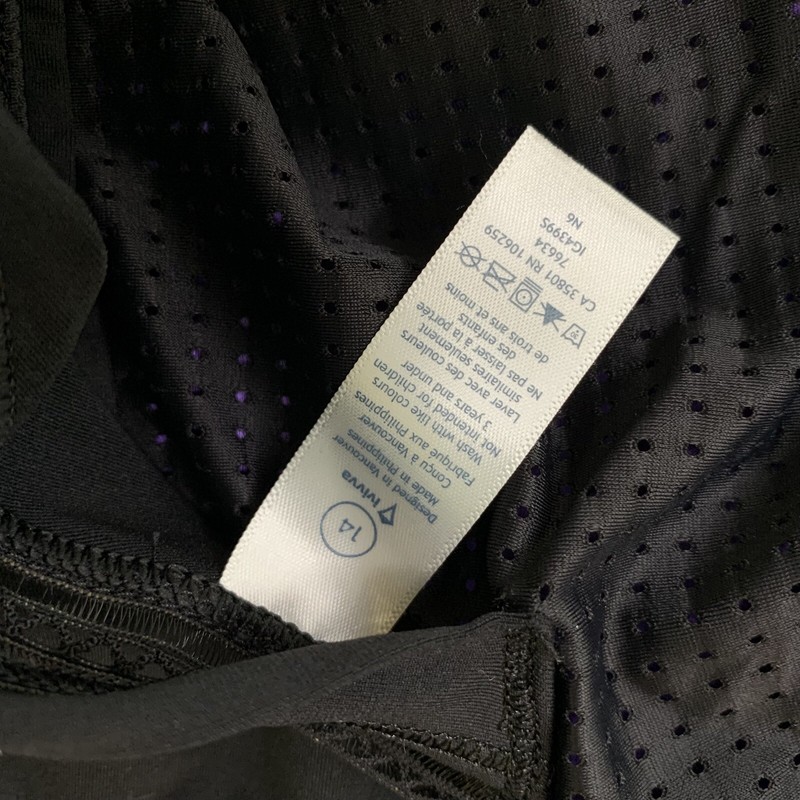 14
ivivva
Designed in Vancouver
Made in Philippines
Conçu à Vancouver
Fabriqué aux Philippines
Wash with like colours
Not intended for children
3 years and under
Laver avec des couleurs
similaires seulement
Ne pas laisser à la portée
des enfants
de trois ans et moins
CA 35801 RN 106259
76634
IG4399S
N6